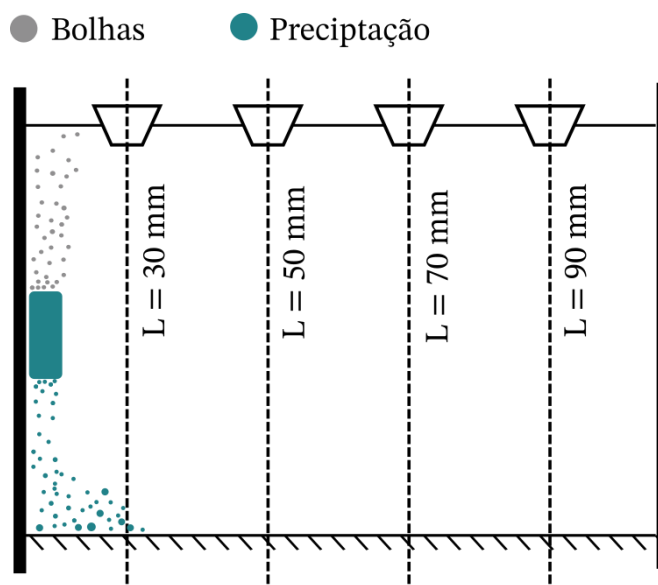 Bolhas
Preciptação
L = 30 mm
L = 50 mm
L = 70 mm
L = 90 mm